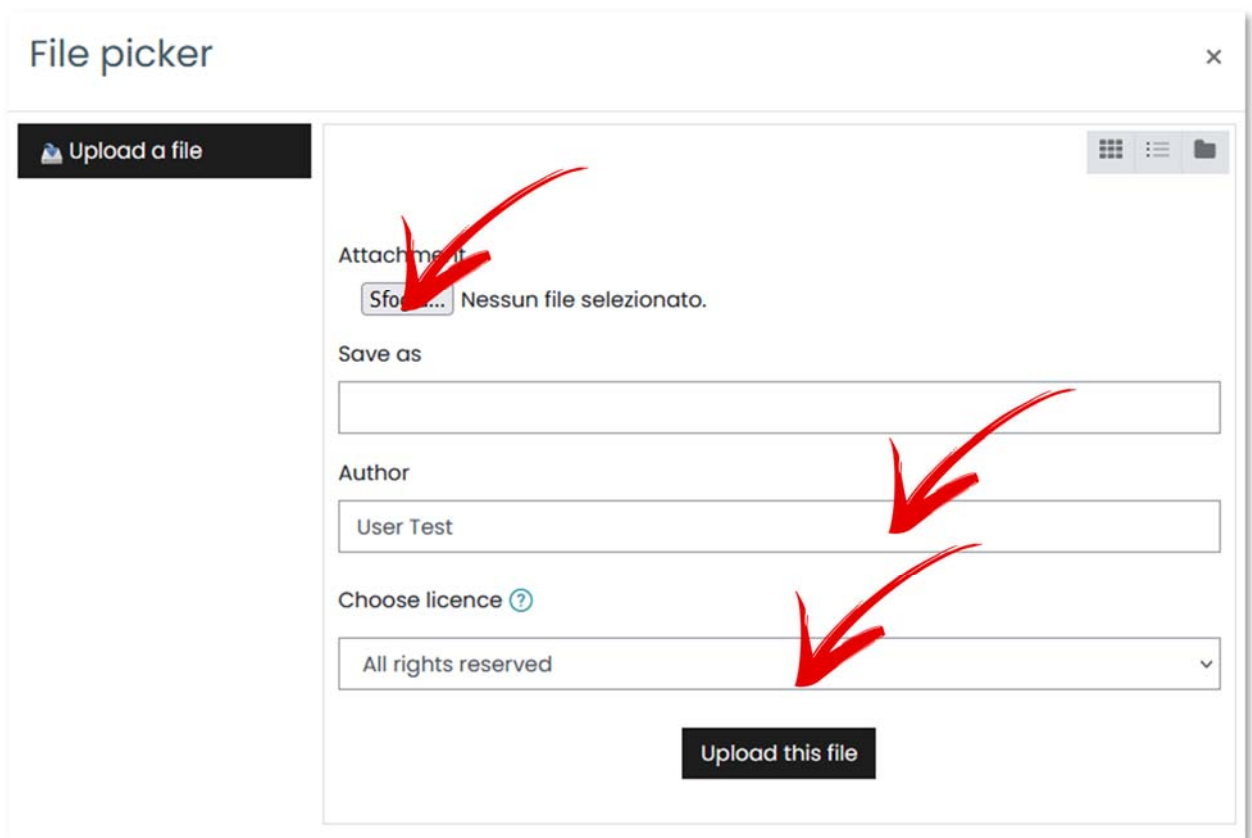 File picker
×
Upload a file
Attachment
Nessun file selezionato.
Save as
Author
User Test
Choose licence ?
All rights reserved
Upload this file